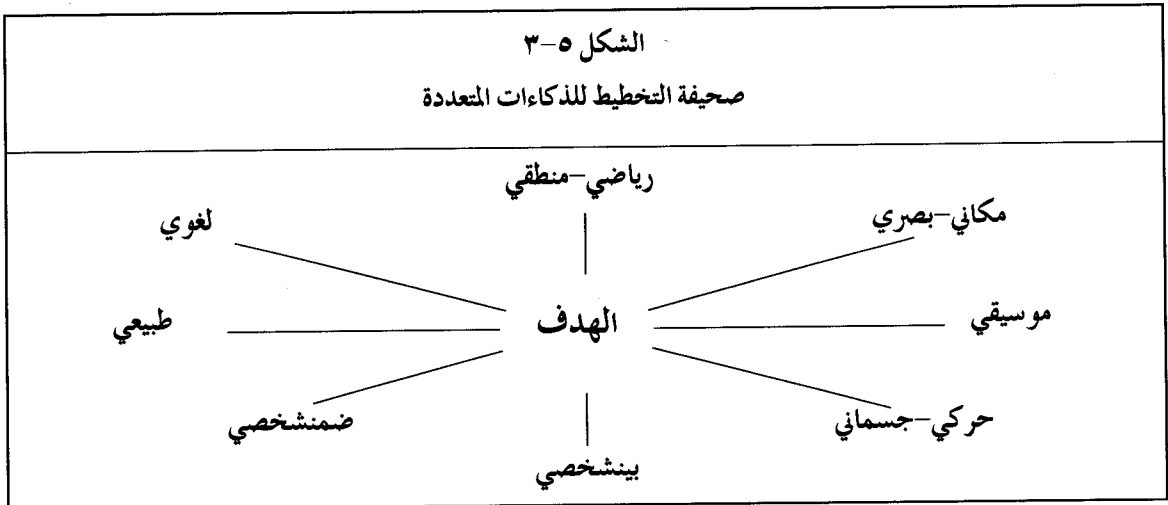 الشكل ٥-٣
صحيفة التخطيط للذكاءات المتعددة
رياضي-منطقي
مكاني-بصري
لغوي
الهدف
موسيقي
طبيعي
حركي-جسماني
ضمنشخصي
بينشخصي